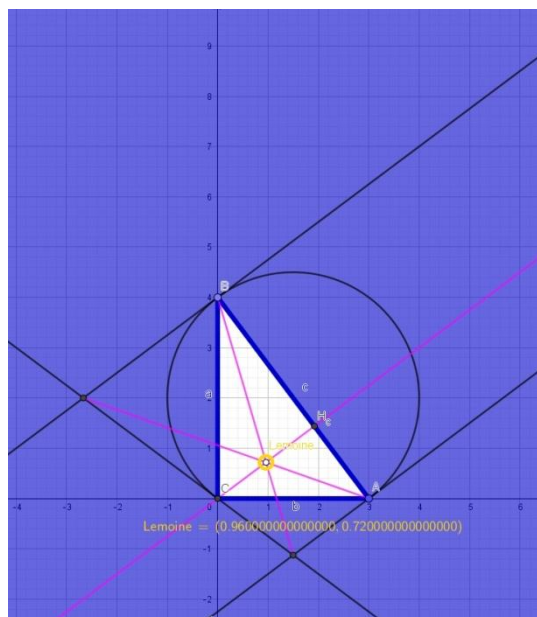 9
8
7
6
5
B
4
3
c
a
2
H_c
1
Lemoine
C
A
-4 -3 -2 -1 0 1 2 3 4 5 6
b
Lemoine = (0.960000000000000, 0.720000000000000)
-1
-2